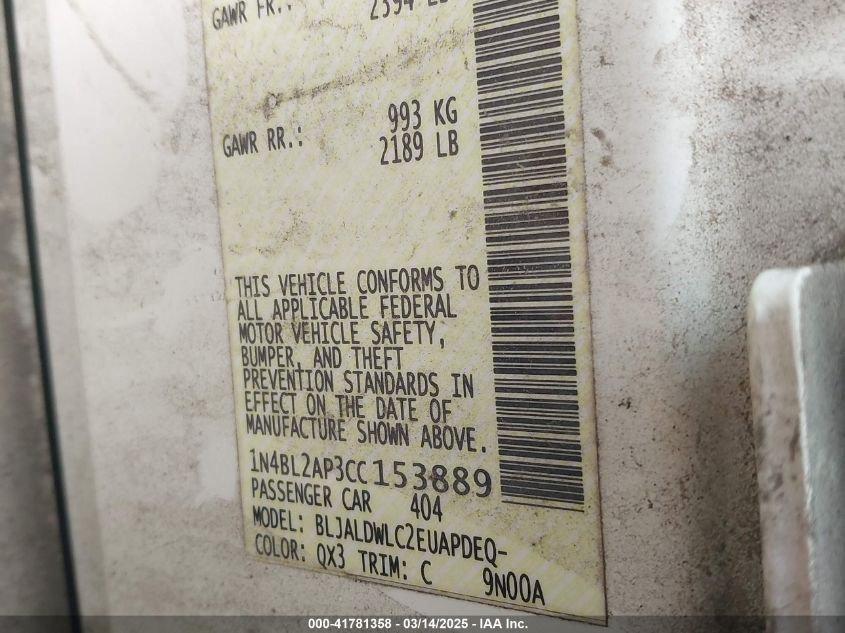 GAWR FR.: 2394 LB
993 KG
GAWR RR.: 2189 LB
THIS VEHICLE CONFORMS TO
ALL APPLICABLE FEDERAL
MOTOR VEHICLE SAFETY,
BUMPER, AND THEFT
PREVENTION STANDARDS IN
EFFECT ON THE DATE OF
MANUFACTURE SHOWN ABOVE.
1N4BL2AP3CC153889
PASSENGER CAR 404
MODEL: BLJALDWLC2EUAPDEQ-
COLOR: QX3 TRIM: C 9N00A
000-41781358 - 03/14/2025 - IAA Inc.